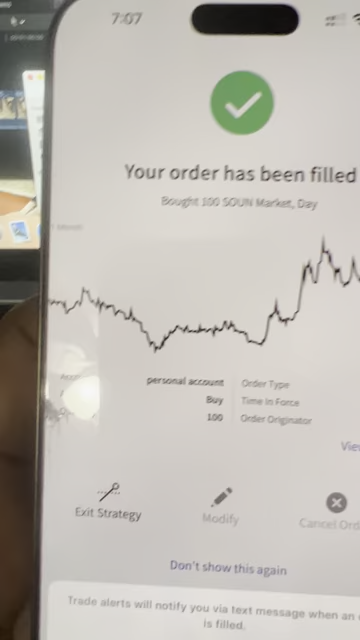 7:07
Your order has been filled
Bought 100 SOUN Market, Day
personal account Order Type
Buy Time In Force
100 Order Originator
Exit Strategy
Modify
Cancel Ord
Don't show this again
Trade alerts will notify you via text message when an
is filled.